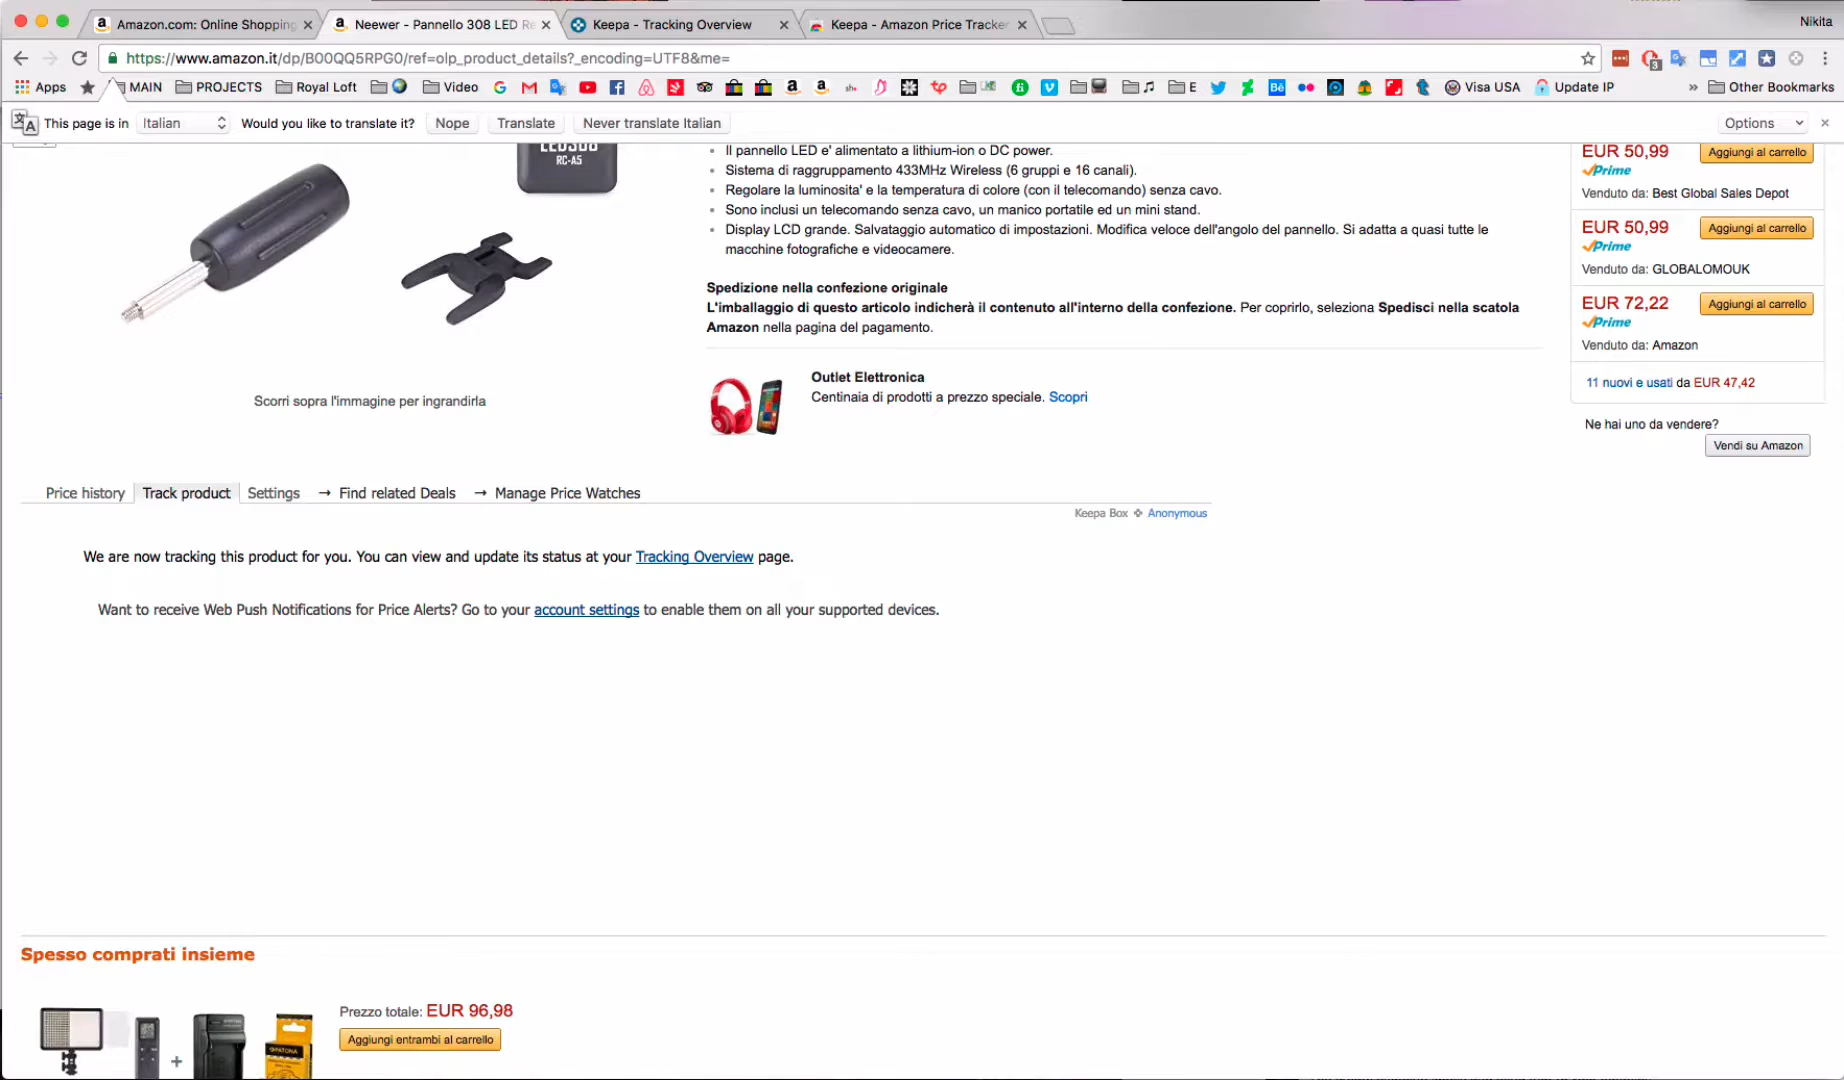 Amazon.com: Online Shopping
Neewer - Pannello 308 LED Re
Keepa - Tracking Overview
Keepa - Amazon Price Tracker
Nikita
https://www.amazon.it/dp/B00QQ5RPG0/ref=olp_product_details?_encoding=UTF8&me=
Apps
MAIN
PROJECTS
Royal Loft
Video
E
Visa USA
Update IP
» Other Bookmarks
This page is in Italian Would you like to translate it? Nope Translate Never translate Italian Options
LED308
RC-A5
Il pannello LED e' alimentato a lithium-ion o DC power.
Sistema di raggruppamento 433MHz Wireless (6 gruppi e 16 canali).
Regolare la luminosita' e la temperatura di colore (con il telecomando) senza cavo.
Sono inclusi un telecomando senza cavo, un manico portatile ed un mini stand.
Display LCD grande. Salvataggio automatico di impostazioni. Modifica veloce dell'angolo del pannello. Si adatta a quasi tutte le
macchine fotografiche e videocamere.
Spedizione nella confezione originale
L'imballaggio di questo articolo indicherà il contenuto all'interno della confezione. Per coprirlo, seleziona Spedisci nella scatola
Amazon nella pagina del pagamento.
Outlet Elettronica
Centinaia di prodotti a prezzo speciale. Scopri
Scorri sopra l'immagine per ingrandirla
EUR 50,99 Aggiungi al carrello
Prime
Venduto da: Best Global Sales Depot
EUR 50,99 Aggiungi al carrello
Prime
Venduto da: GLOBALOMOUK
EUR 72,22 Aggiungi al carrello
Prime
Venduto da: Amazon
11 nuovi e usati da EUR 47,42
Ne hai uno da vendere?
Vendi su Amazon
Price history Track product Settings → Find related Deals → Manage Price Watches
Keepa Box Anonymous
We are now tracking this product for you. You can view and update its status at your Tracking Overview page.
Want to receive Web Push Notifications for Price Alerts? Go to your account settings to enable them on all your supported devices.
Spesso comprati insieme
Prezzo totale: EUR 96,98
Aggiungi entrambi al carrello
+
PATONA